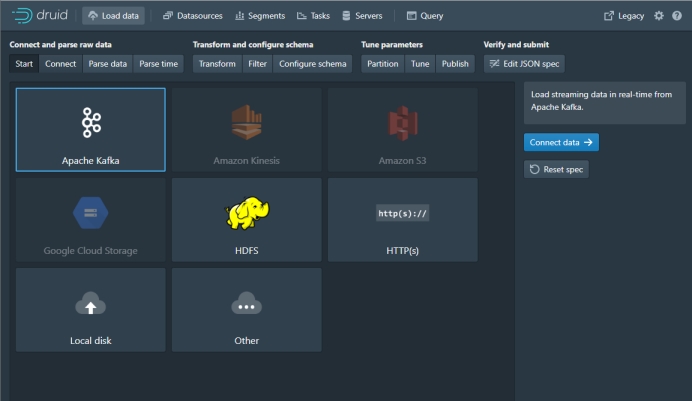 druid Load data Datasources Segments Tasks Servers Query Legacy
Connect and parse raw data Transform and configure schema Tune parameters Verify and submit
Start Connect Parse data Parse time Transform Filter Configure schema Partition Tune Publish Edit JSON spec
Load streaming data in real-time from
Apache Kafka.
Connect data
Reset spec
Apache Kafka Amazon Kinesis Amazon S3
http(s)://
Google Cloud Storage HDFS HTTP(s)
Local disk Other